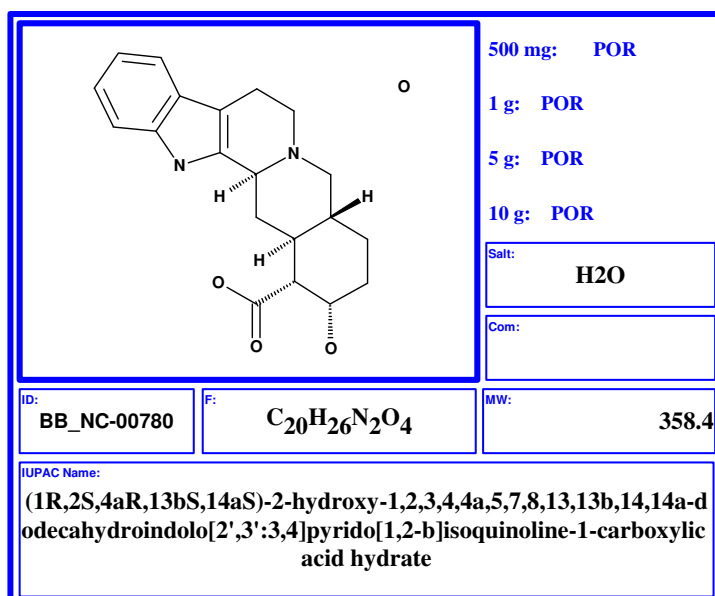 500 mg: POR
1 g: POR
5 g: POR
10 g: POR
O
N
N
H
H
H
O
O
O
Salt:
H2O
Com:
ID:
BB_NC-00780
F:
C20H26N2O4
MW:
358.4
IUPAC Name:
(1R,2S,4aR,13bS,14aS)-2-hydroxy-1,2,3,4,4a,5,7,8,13,13b,14,14a-d
odecahydroindolo[2',3':3,4]pyrido[1,2-b]isoquinoline-1-carboxylic
acid hydrate